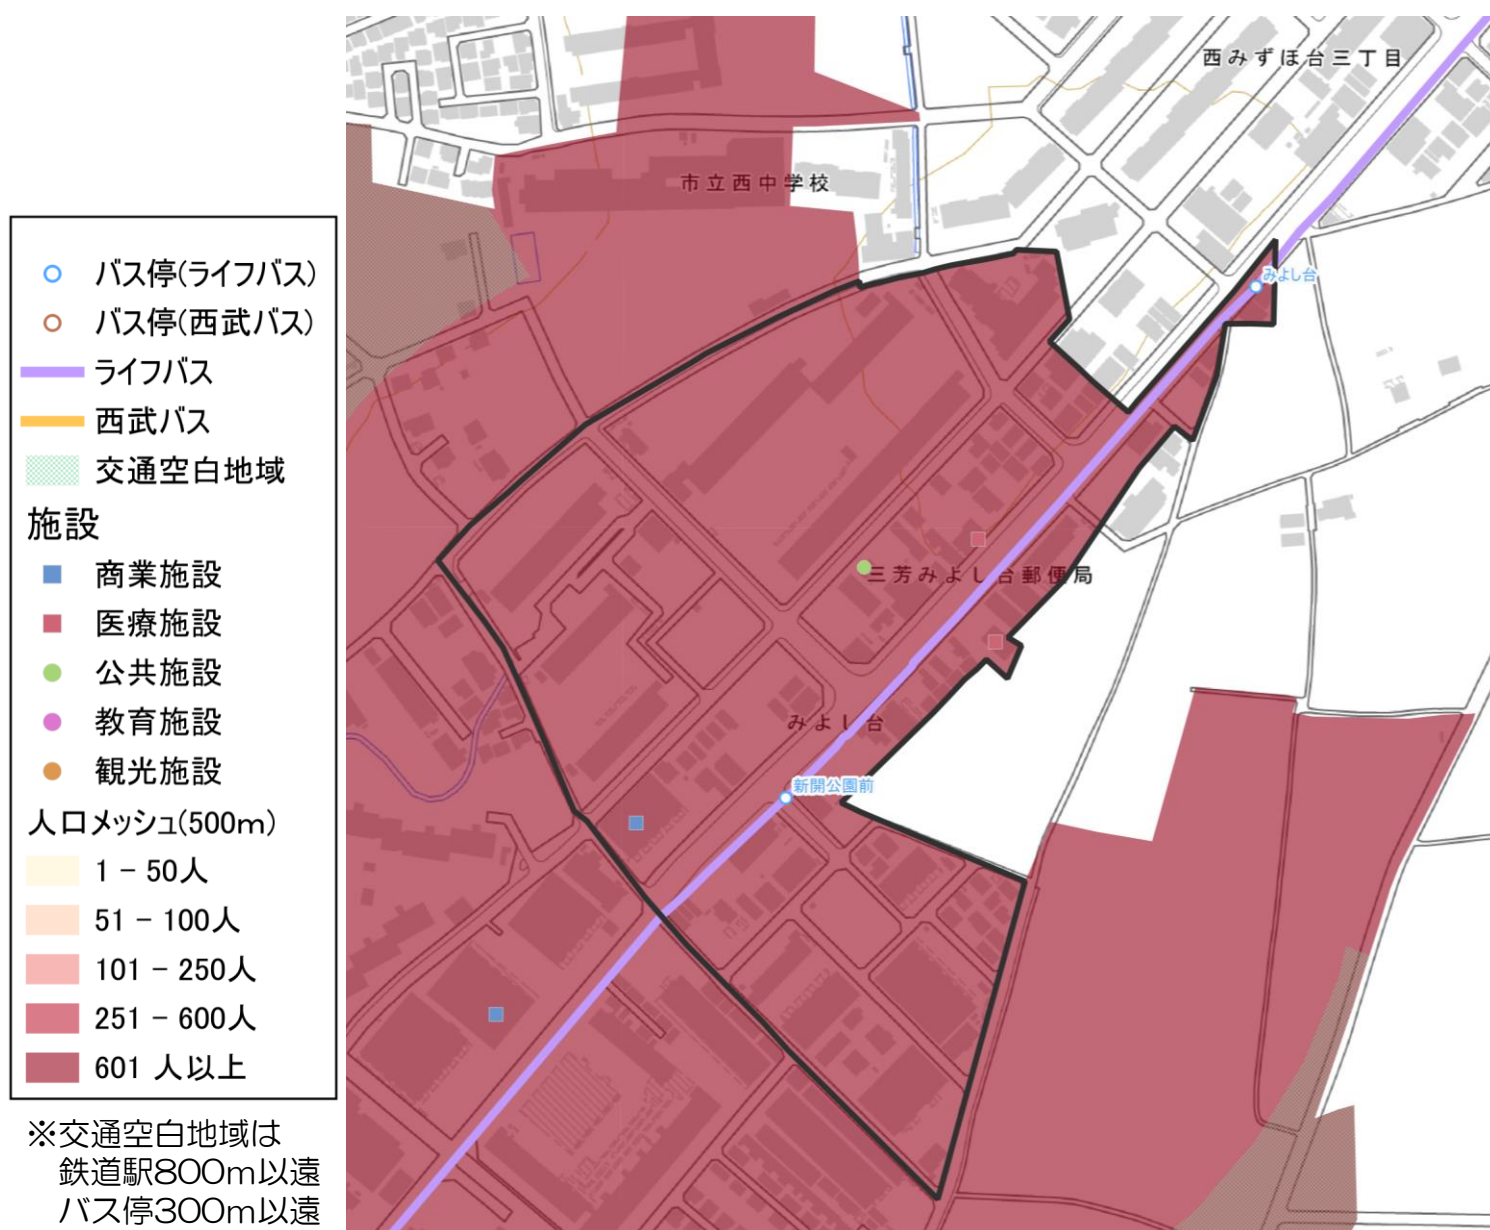 バス停(ライフバス)
バス停(西武バス)
ライフバス
西武バス
交通空白地域
施設
商業施設
医療施設
公共施設
教育施設
観光施設
人口メッシュ(500m)
1 − 50人
51 − 100人
101 − 250人
251 − 600人
601 人以上
※交通空白地域は
鉄道駅800m以遠
バス停300m以遠
西みずほ台三丁目
市立西中学校
みよし台
三芳みよし台郵便局
みよし台
新開公園前